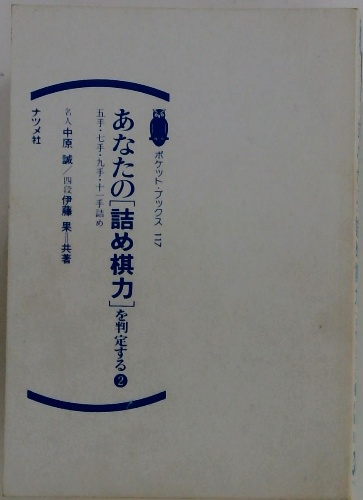 ポケット・ブックス 117
あなたの[詰め棋力]を判定する❷
五手・七手・九手・十一手詰め
名人 中原 誠/四段 伊藤 果=共著
ナツメ社